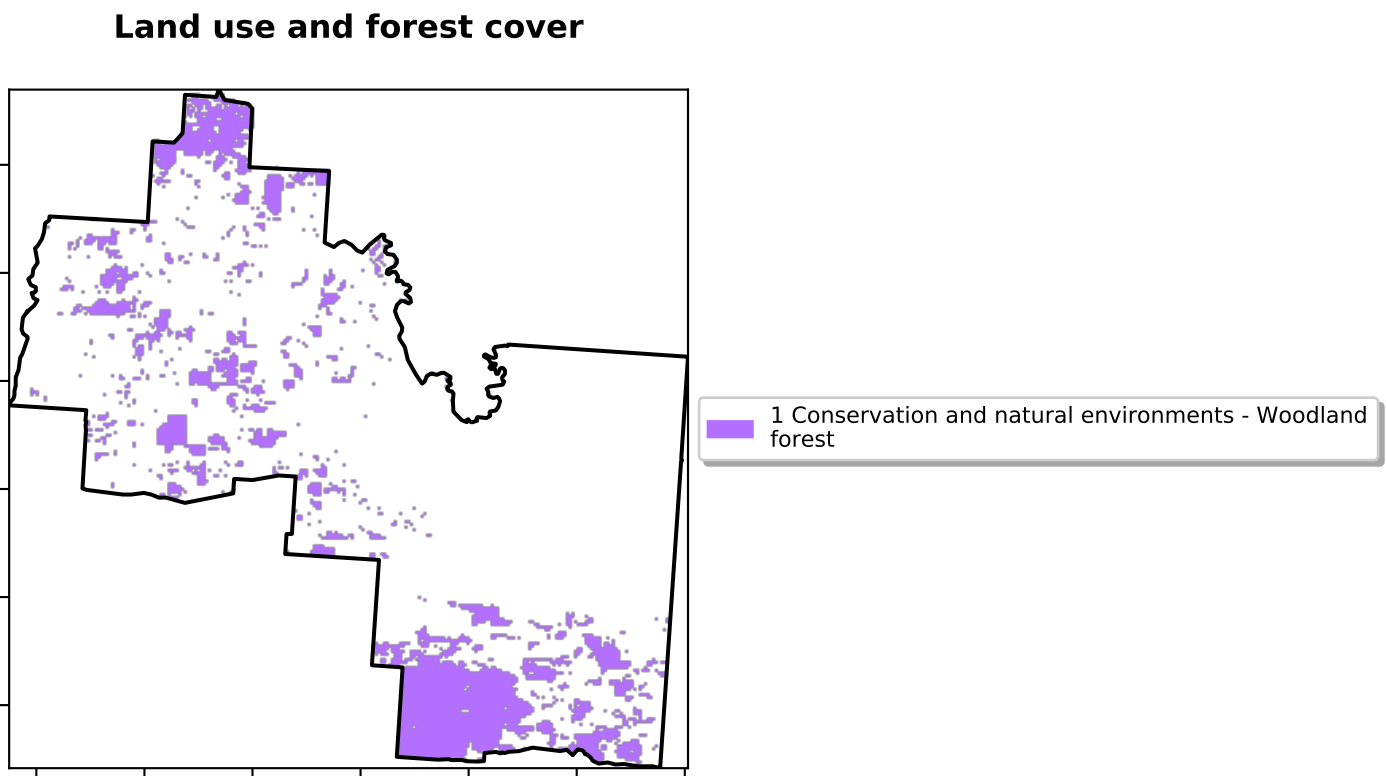 Land use and forest cover
1 Conservation and natural environments - Woodland
forest